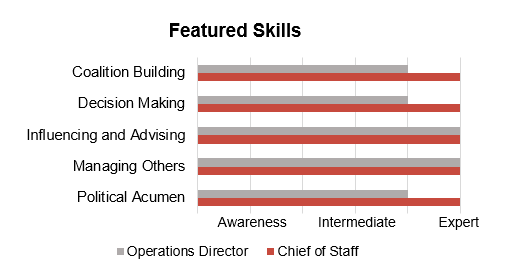 Featured Skills
Coalition Building
Decision Making
Influencing and Advising
Managing Others
Political Acumen
Awareness Intermediate Expert
Operations Director Chief of Staff